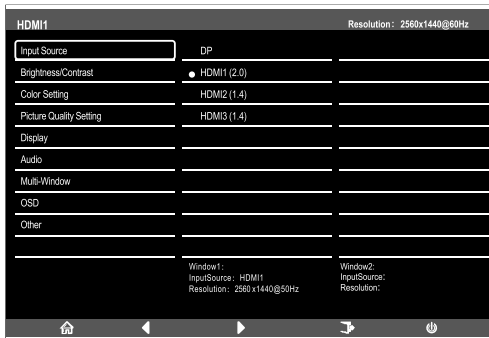 HDMI1 Resolution: 2560x1440@60Hz
Input Source DP
Brightness/Contrast HDMI1 (2.0)
Color Setting HDMI2 (1.4)
Picture Quality Setting HDMI3 (1.4)
Display
Audio
Multi-Window
OSD
Other
Window1: Window2:
InputSource: HDMI1 InputSource:
Resolution: 2560x1440@50Hz Resolution: